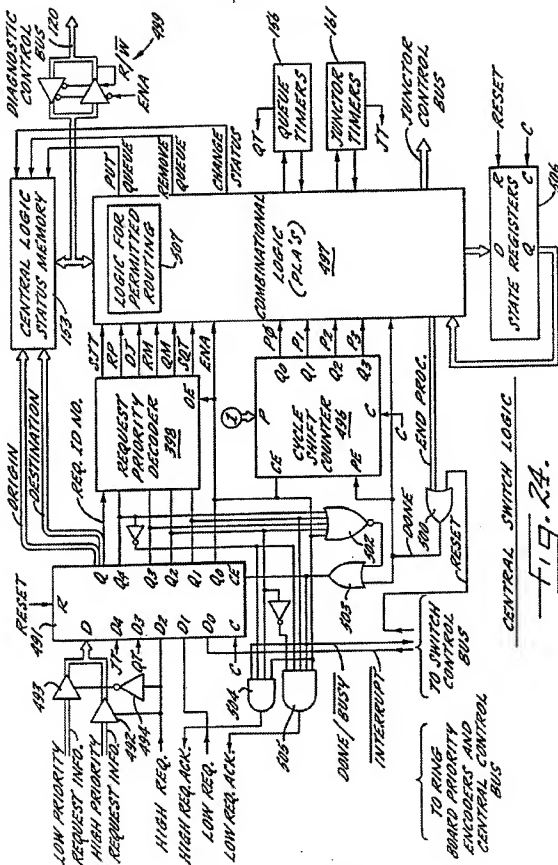 DIAGNOSTIC
CONTROL
BUS
120
499
R/W
ENA
CENTRAL LOGIC
STATUS MEMORY
153
PUT
QUEUE
REMOVE
QUEUE
CHANGE
STATUS
166
QUEUE
TIMERS
QT
161
JUNCTOR
TIMERS
JT
JUNCTOR
CONTROL
BUS
LOGIC FOR
PERMITTED
ROUTING
507
COMBINATIONAL
LOGIC
(PLA'S)
497
RESET
C
D R
Q C
STATE REGISTERS
506
ORIGIN
DESTINATION
REQ. ID NO.
REQUEST
PRIORITY
DECODER
398
OE
STT
RP
DT
RM
QM
ENA
P
1
CE
CYCLE
SHIFT
COUNTER
496
PE
C
Q0
Q1
Q2
Q3
P0
P1
P2
P3
END PROC.
DONE
500
RESET
RESET
491
R
D
D4
D3
D2
D1
D0
C
CE
Q
Q4
Q3
Q2
Q1
Q0
493
492
494
LOW PRIORITY
REQUEST INFO.
HIGH PRIORITY
REQUEST INFO.
JT
QT
HIGH REQ.
HIGH REQ. ACK.
LOW REQ.
LOW REQ. ACK.
C
502
503
504
505
DONE/BUSY
INTERRUPT
TO RING
BOARD PRIORITY
ENCODERS AND
CENTRAL CONTROL
BUS
TO SWITCH
CONTROL
BUS
CENTRAL SWITCH LOGIC
FIG. 24.